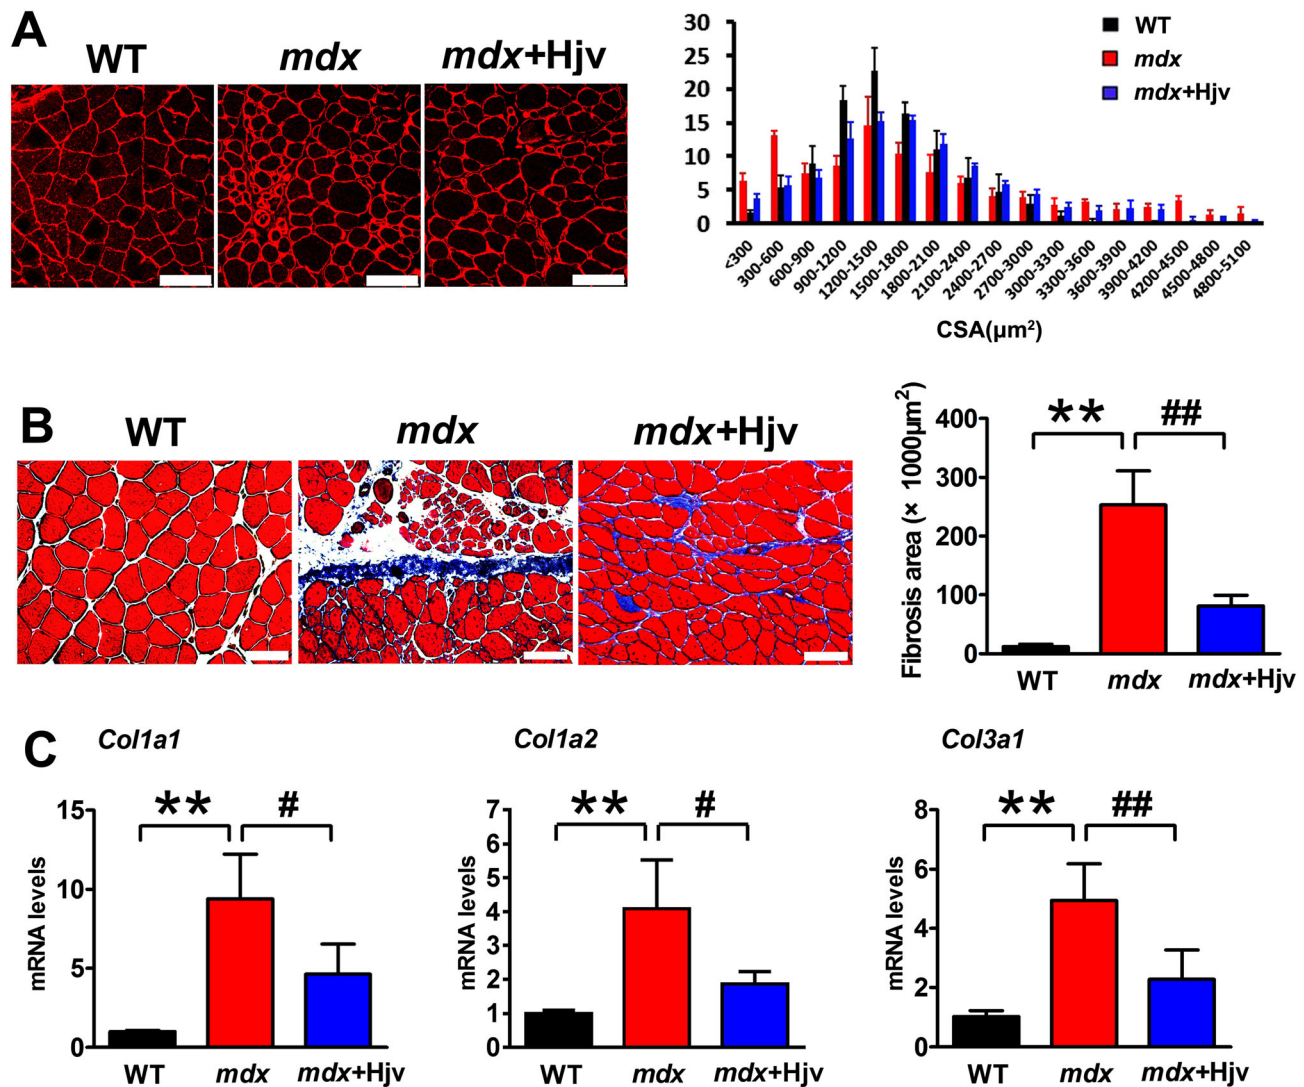 A
WT
mdx
mdx+Hjv
30
25
20
15
10
5
0
WT
mdx
mdx+Hjv
<300
300-600
600-900
900-1200
1200-1500
1500-1800
1800-2100
2100-2400
2400-2700
2700-3000
3000-3300
3300-3600
3600-3900
3900-4200
4200-4500
4500-4800
4800-5100
CSA(µm²)
B
WT
mdx
mdx+Hjv
Fibrosis area (× 1000µm²)
400
300
200
100
0
** ##
WT mdx mdx+Hjv
C
Col1a1
mRNA levels
15
10
5
0
** #
WT mdx mdx+Hjv
Col1a2
mRNA levels
7
6
5
4
3
2
1
0
** #
WT mdx mdx+Hjv
Col3a1
mRNA levels
8
6
4
2
0
** ##
WT mdx mdx+Hjv